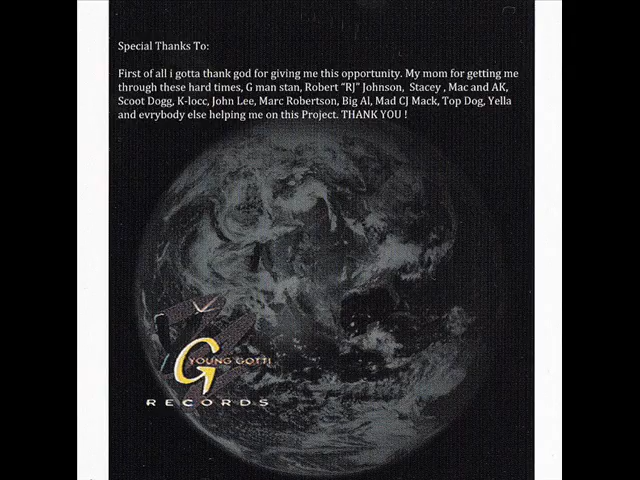 Special Thanks To:
First of all i gotta thank god for giving me this opportunity. My mom for getting me
through these hard times, G man stan, Robert “RJ” Johnson, Stacey , Mac and AK,
Scoot Dogg, K-locc, John Lee, Marc Robertson, Big Al, Mad CJ Mack, Top Dog, Yella
and evrybody else helping me on this Project. THANK YOU !
G YOUNG GOTTI
RECORDS